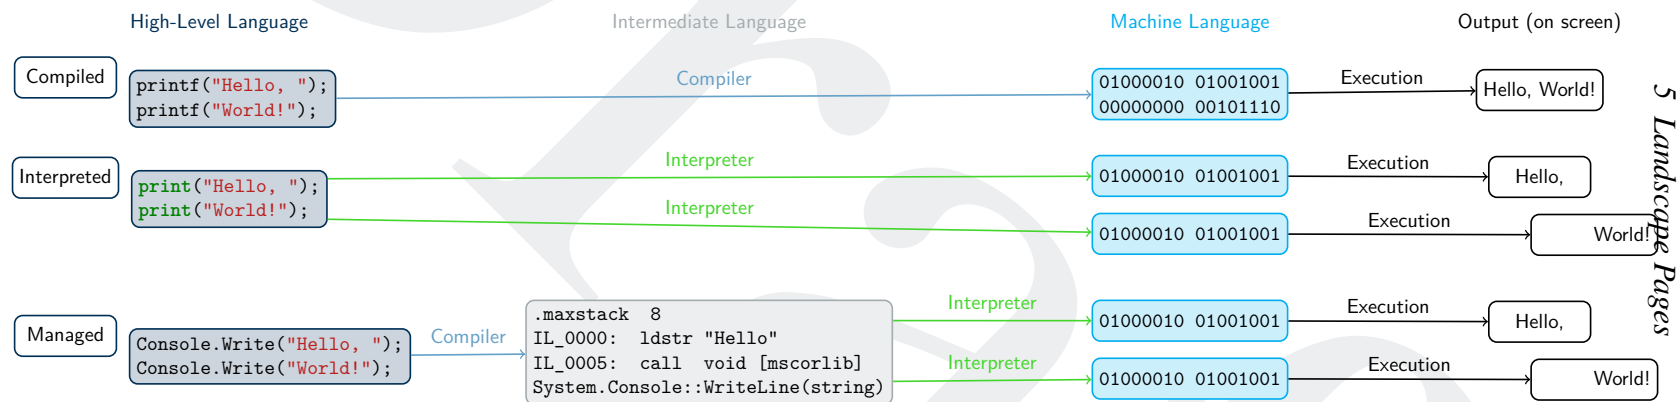 High-Level Language Intermediate Language Machine Language Output (on screen)
Compiled
printf("Hello, ");
printf("World!");
Compiler
01000010 01001001
00000000 00101110
Execution
Hello, World!
Interpreted
print("Hello, ");
print("World!");
Interpreter
01000010 01001001
Execution
Hello,
Interpreter
01000010 01001001
Execution
World!
Managed
Console.Write("Hello, ");
Console.Write("World!");
Compiler
.maxstack 8
IL_0000: ldstr "Hello"
IL_0005: call void [mscorlib]
System.Console::WriteLine(string)
Interpreter
01000010 01001001
Execution
Hello,
Interpreter
01000010 01001001
Execution
World!
5 Landscape Pages